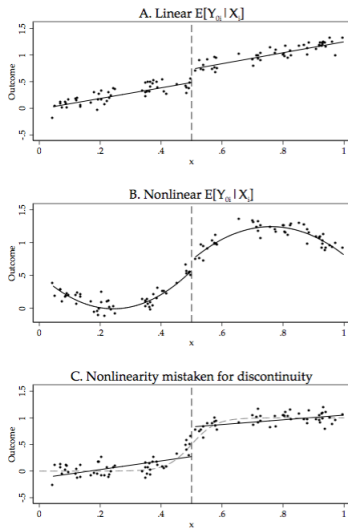 A. Linear E[Y₀ᵢ|Xᵢ]
1.5
1
.5
0
-.5
Outcome
0 .2 .4 .6 .8 1
x
B. Nonlinear E[Y₀ᵢ|Xᵢ]
1.5
1
.5
0
Outcome
0 .2 .4 .6 .8 1
x
C. Nonlinearity mistaken for discontinuity
1.5
1
.5
0
-.5
Outcome
0 .2 .4 .6 .8 1
x